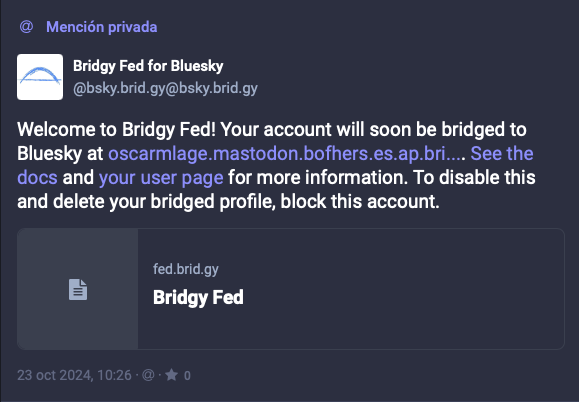 @ Mención privada
Bridgy Fed for Bluesky
@bsky.brid.gy@bsky.brid.gy
Welcome to Bridgy Fed! Your account will soon be bridged to
Bluesky at oscarmlage.mastodon.bofhers.es.ap.bri.... See the
docs and your user page for more information. To disable this
and delete your bridged profile, block this account.
fed.brid.gy
Bridgy Fed
23 oct 2024, 10:26 · @ · ★ 0